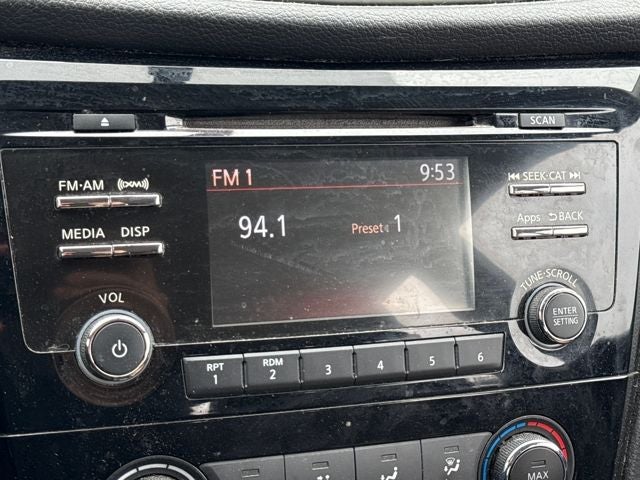 SCAN
FM 1 9:53
94.1 Preset 1
FM·AM (XM)
MEDIA DISP
VOL
SEEK·CAT
Apps BACK
TUNE·SCROLL
ENTER
SETTING
RPT RDM
1 2 3 4 5 6
MAX